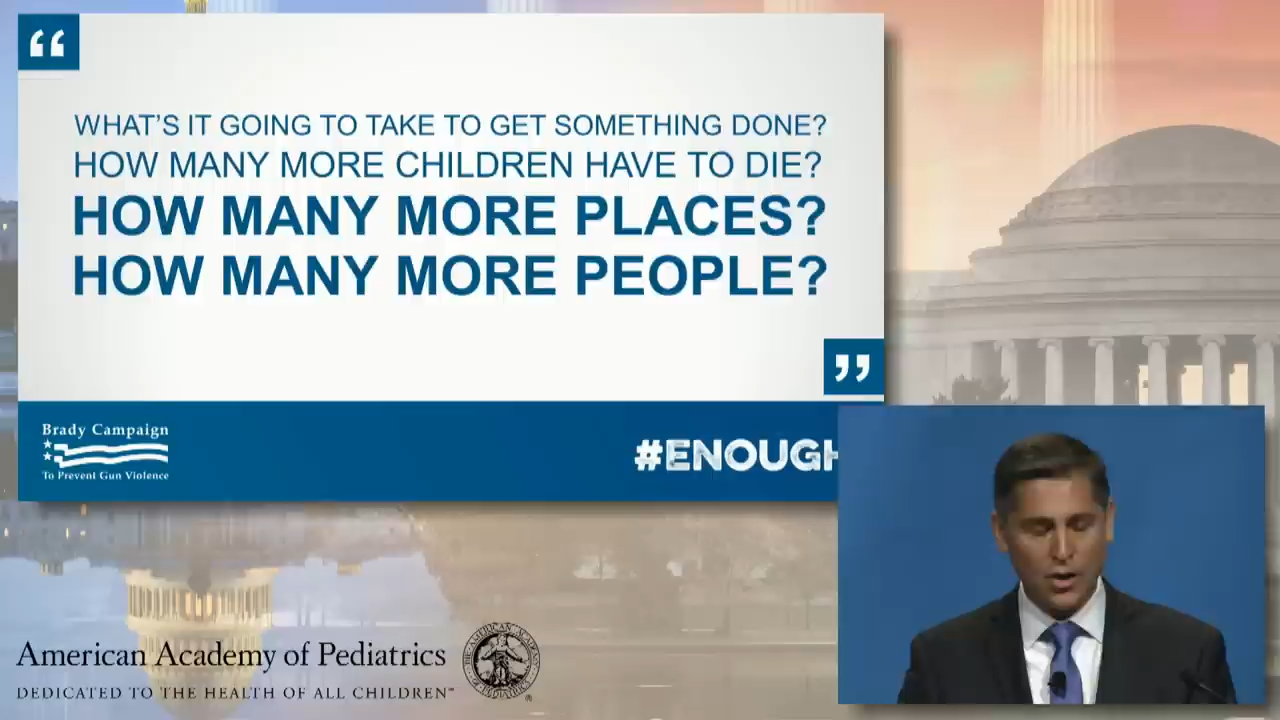 “
WHAT’S IT GOING TO TAKE TO GET SOMETHING DONE?
HOW MANY MORE CHILDREN HAVE TO DIE?
HOW MANY MORE PLACES?
HOW MANY MORE PEOPLE?
”
Brady Campaign
To Prevent Gun Violence
#ENOUGH
American Academy of Pediatrics
DEDICATED TO THE HEALTH OF ALL CHILDREN™